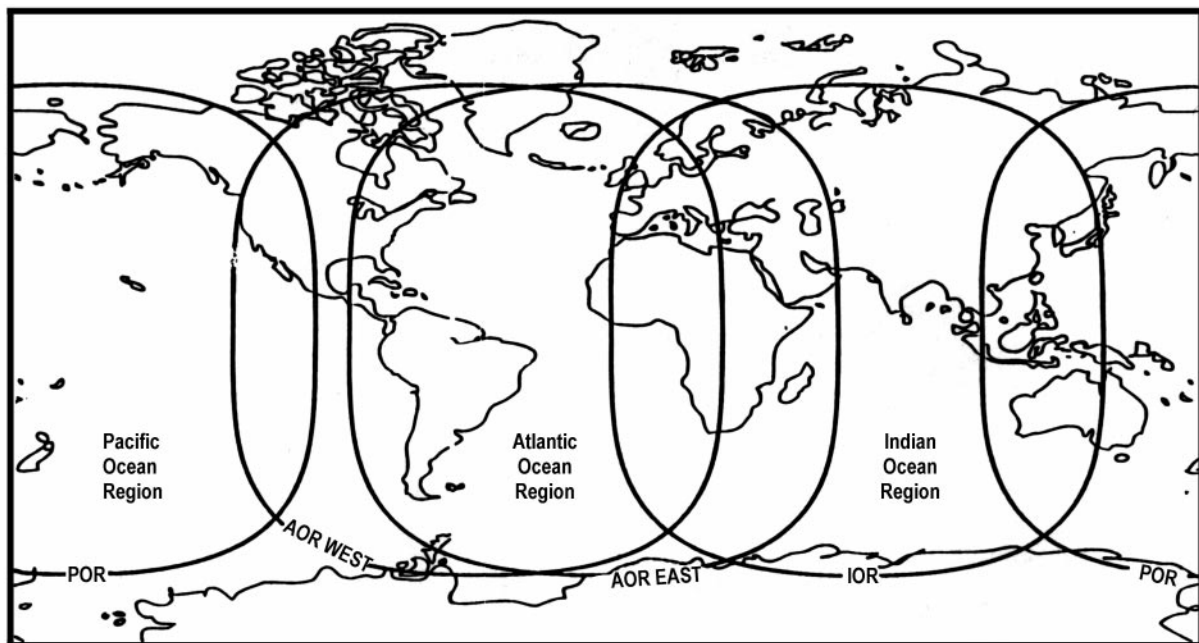 Pacific
Ocean
Region
Atlantic
Ocean
Region
Indian
Ocean
Region
POR
AOR WEST
AOR EAST
IOR
POR